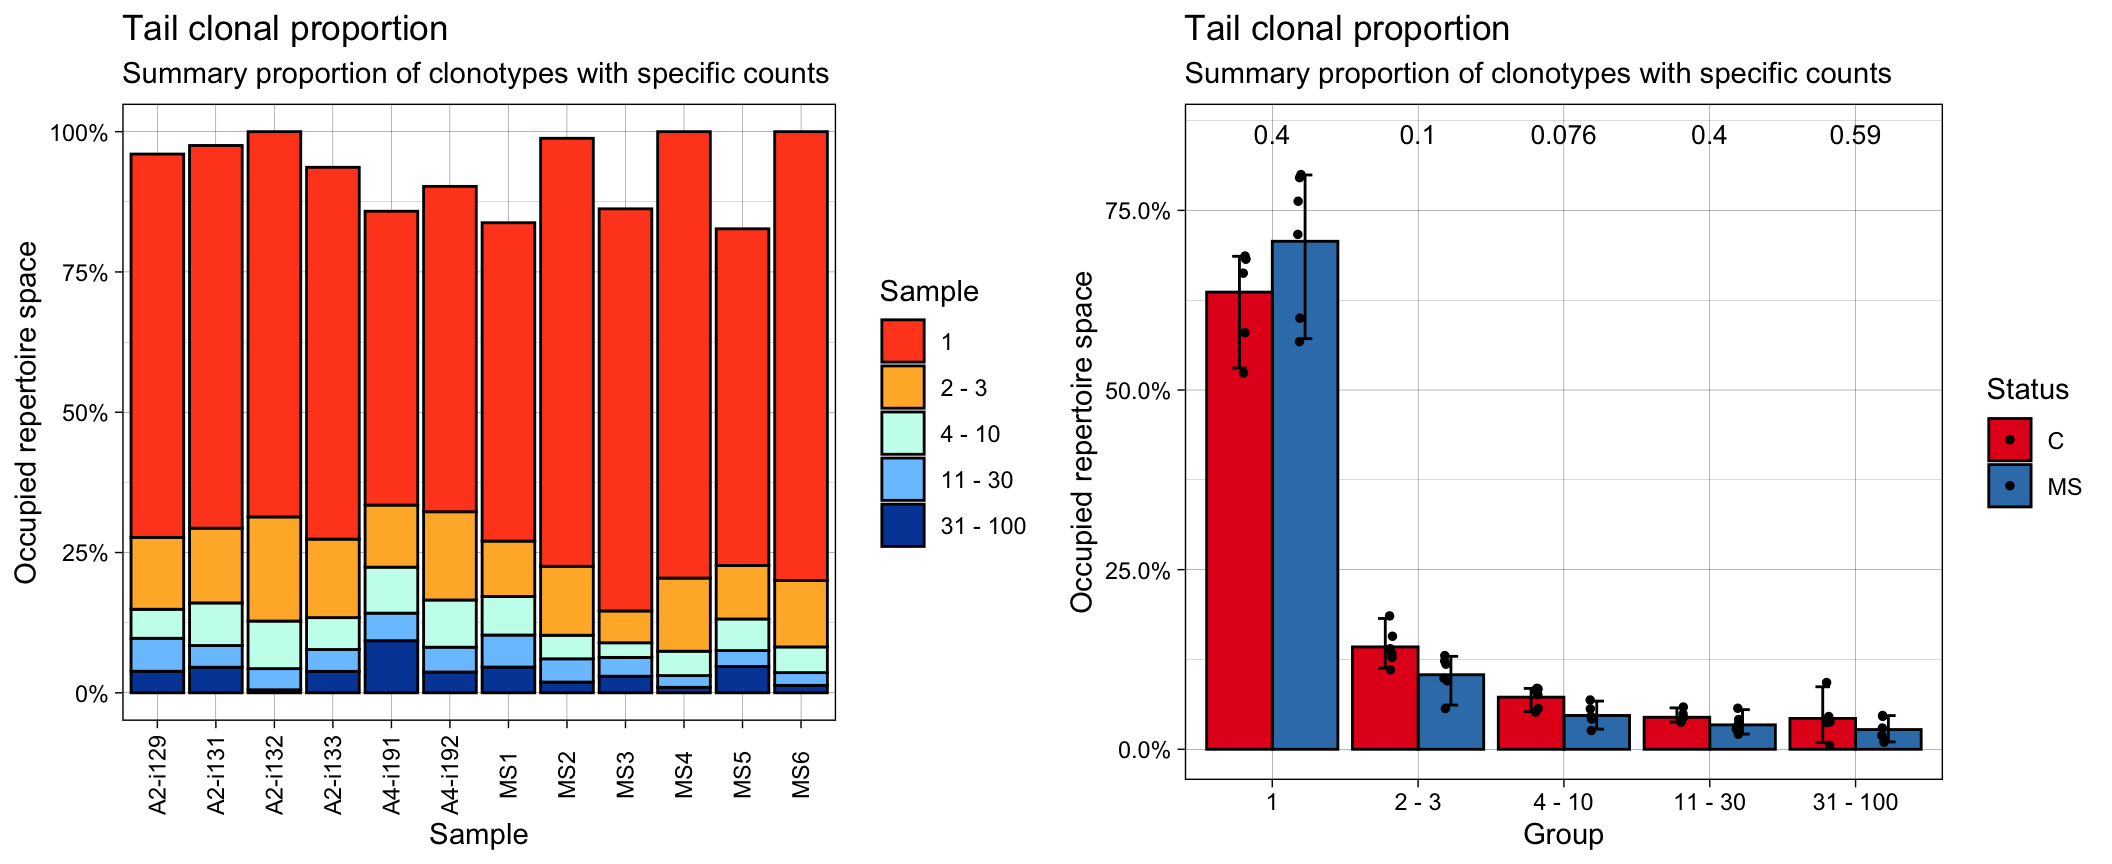 Tail clonal proportion
Summary proportion of clonotypes with specific counts
Occupied repertoire space
100%
75%
50%
25%
0%
A2-i129
A2-i131
A2-i132
A2-i133
A4-i191
A4-i192
MS1
MS2
MS3
MS4
MS5
MS6
Sample
Sample
1
2 - 3
4 - 10
11 - 30
31 - 100
Tail clonal proportion
Summary proportion of clonotypes with specific counts
Occupied repertoire space
0.4 0.1 0.076 0.4 0.59
75.0%
50.0%
25.0%
0.0%
1 2 - 3 4 - 10 11 - 30 31 - 100
Group
Status
C
MS